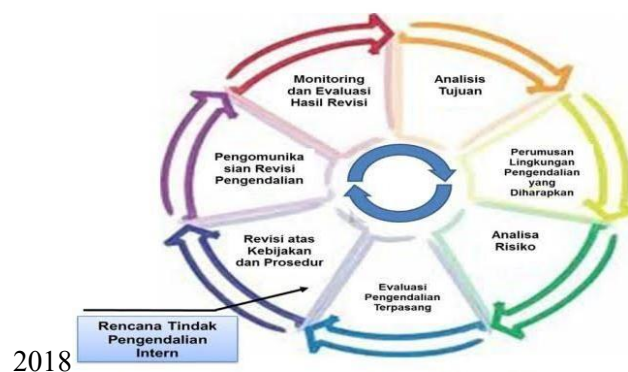 Monitoring
dan Evaluasi
Hasil Revisi
Analisis
Tujuan
Perumusan
Lingkungan
Pengendalian
yang
Diharapkan
Analisa
Risiko
Evaluasi
Pengendalian
Terpasang
Revisi atas
Kebijakan
dan Prosedur
Pengomunika
sian Revisi
Pengendalian
Rencana Tindak
Pengendalian
Intern
2018